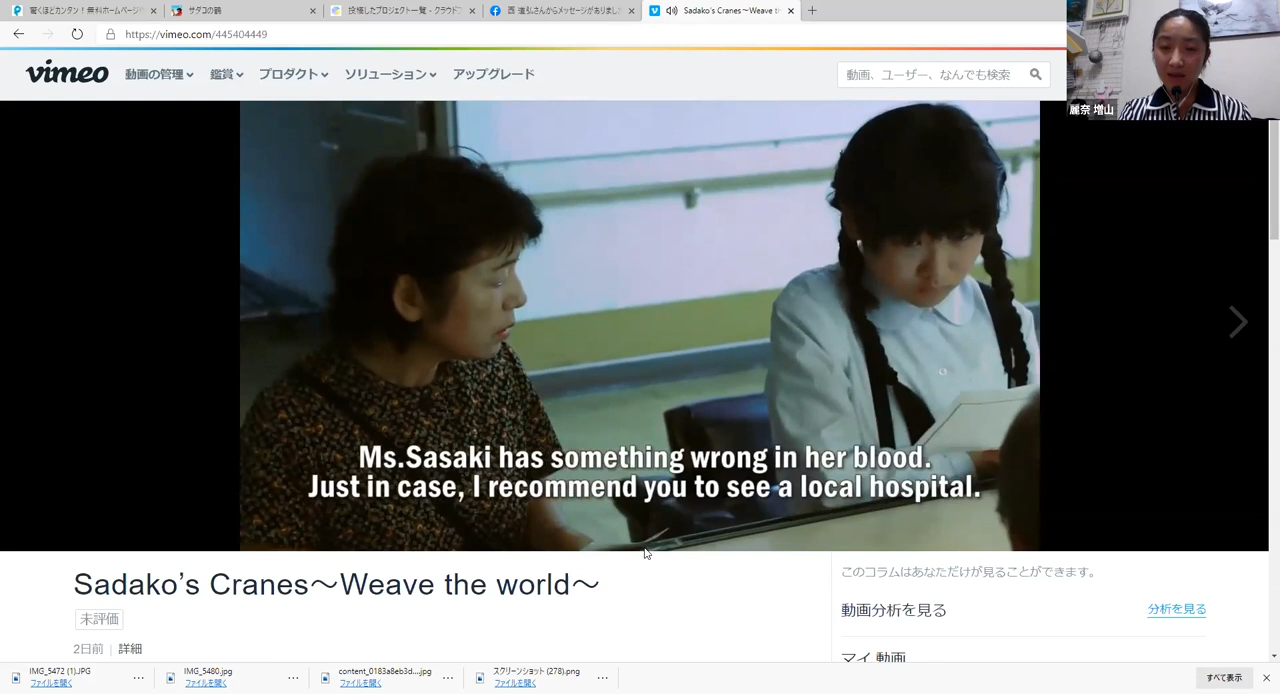 驚くほどカンタン！無料ホームページ作
サダコの鶴
投稿したプロジェクト一覧 - クラウドフ
西 進弘さんからメッセージがありました
Sadako's Cranes～Weave th
https://vimeo.com/445404449
vimeo
動画の管理
鑑賞
プロダクト
ソリューション
アップグレード
動画、ユーザー、なんでも検索
麗奈 増山
Ms.Sasaki has something wrong in her blood.
Just in case, I recommend you to see a local hospital.
Sadako's Cranes～Weave the world～
未評価
2日前
詳細
このコラムはあなただけが見ることができます。
動画分析を見る
分析を見る
マイ 動画
IMG_5472 (1).JPG
ファイルを開く
IMG_5480.jpg
ファイルを開く
content_0183a8eb3d....jpg
ファイルを開く
スクリーンショット (278).png
ファイルを開く
すべて表示